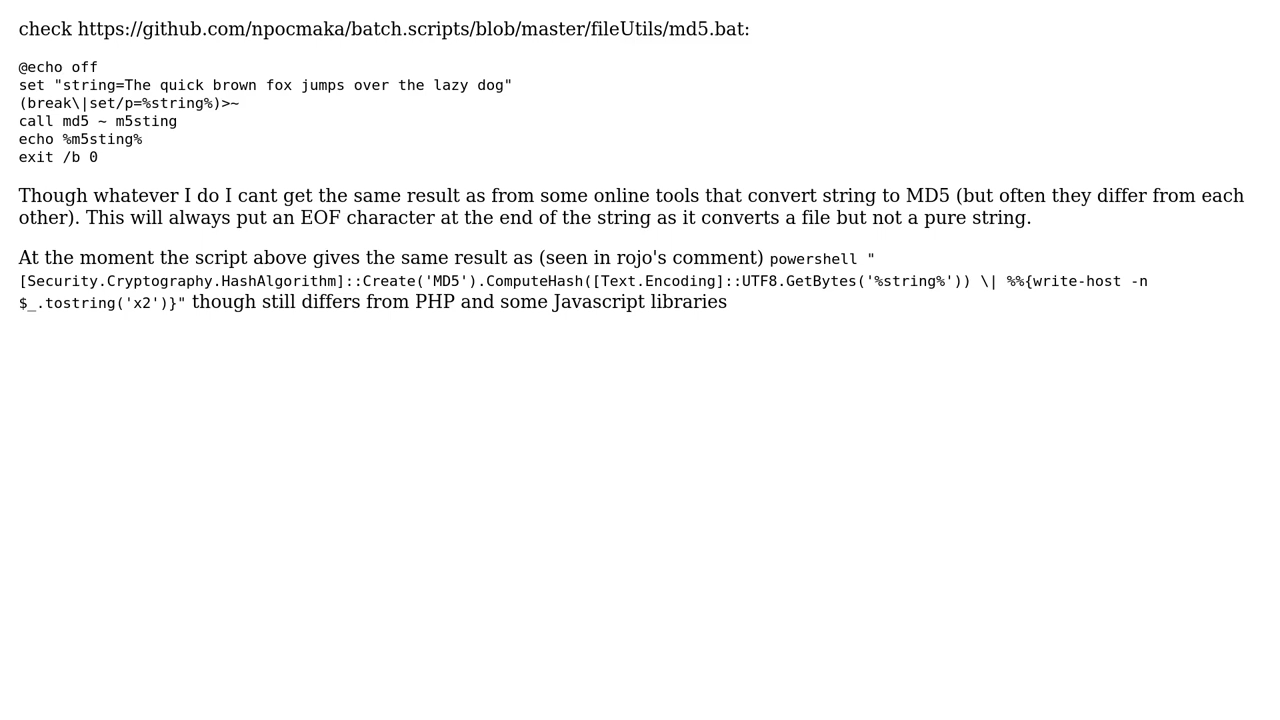 check https://github.com/npocmaka/batch.scripts/blob/master/fileUtils/md5.bat:
@echo off
set "string=The quick brown fox jumps over the lazy dog"
(break\|set/p=%string%)>~
call md5 ~ m5sting
echo %m5sting%
exit /b 0
Though whatever I do I cant get the same result as from some online tools that convert string to MD5 (but often they differ from each
other). This will always put an EOF character at the end of the string as it converts a file but not a pure string.
At the moment the script above gives the same result as (seen in rojo's comment) powershell "
[Security.Cryptography.HashAlgorithm]::Create('MD5').ComputeHash([Text.Encoding]::UTF8.GetBytes('%string%')) \| %%{write-host -n
$_.tostring('x2')}" though still differs from PHP and some Javascript libraries